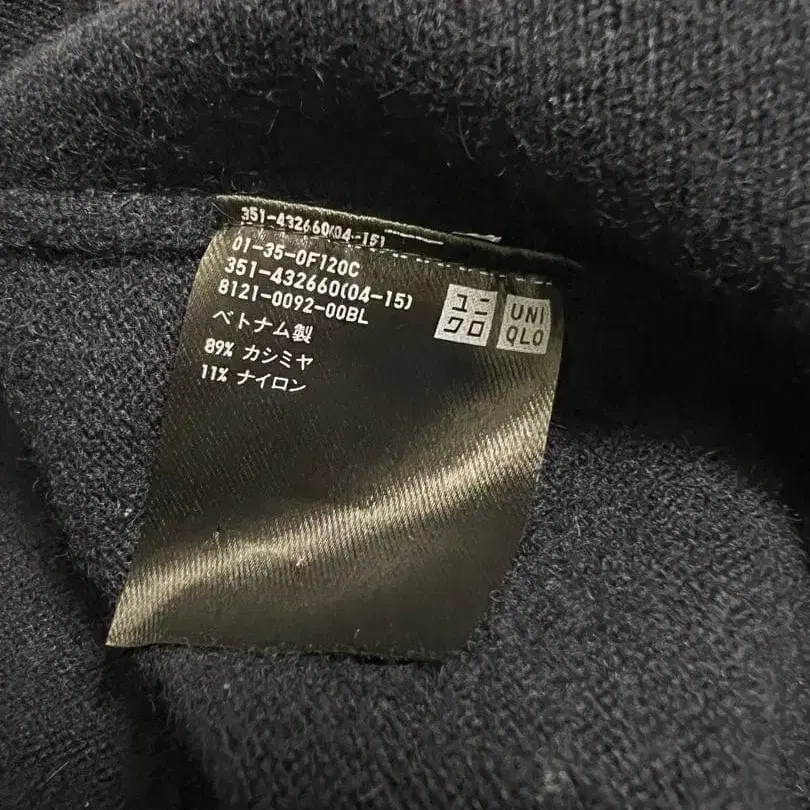 351-432660(04-15)
01-35-0F120C
351-432660(04-15)
8121-0092-00BL
ベトナム製
89% カシミヤ
11% ナイロン
ユニ
クロ
UNI
QLO